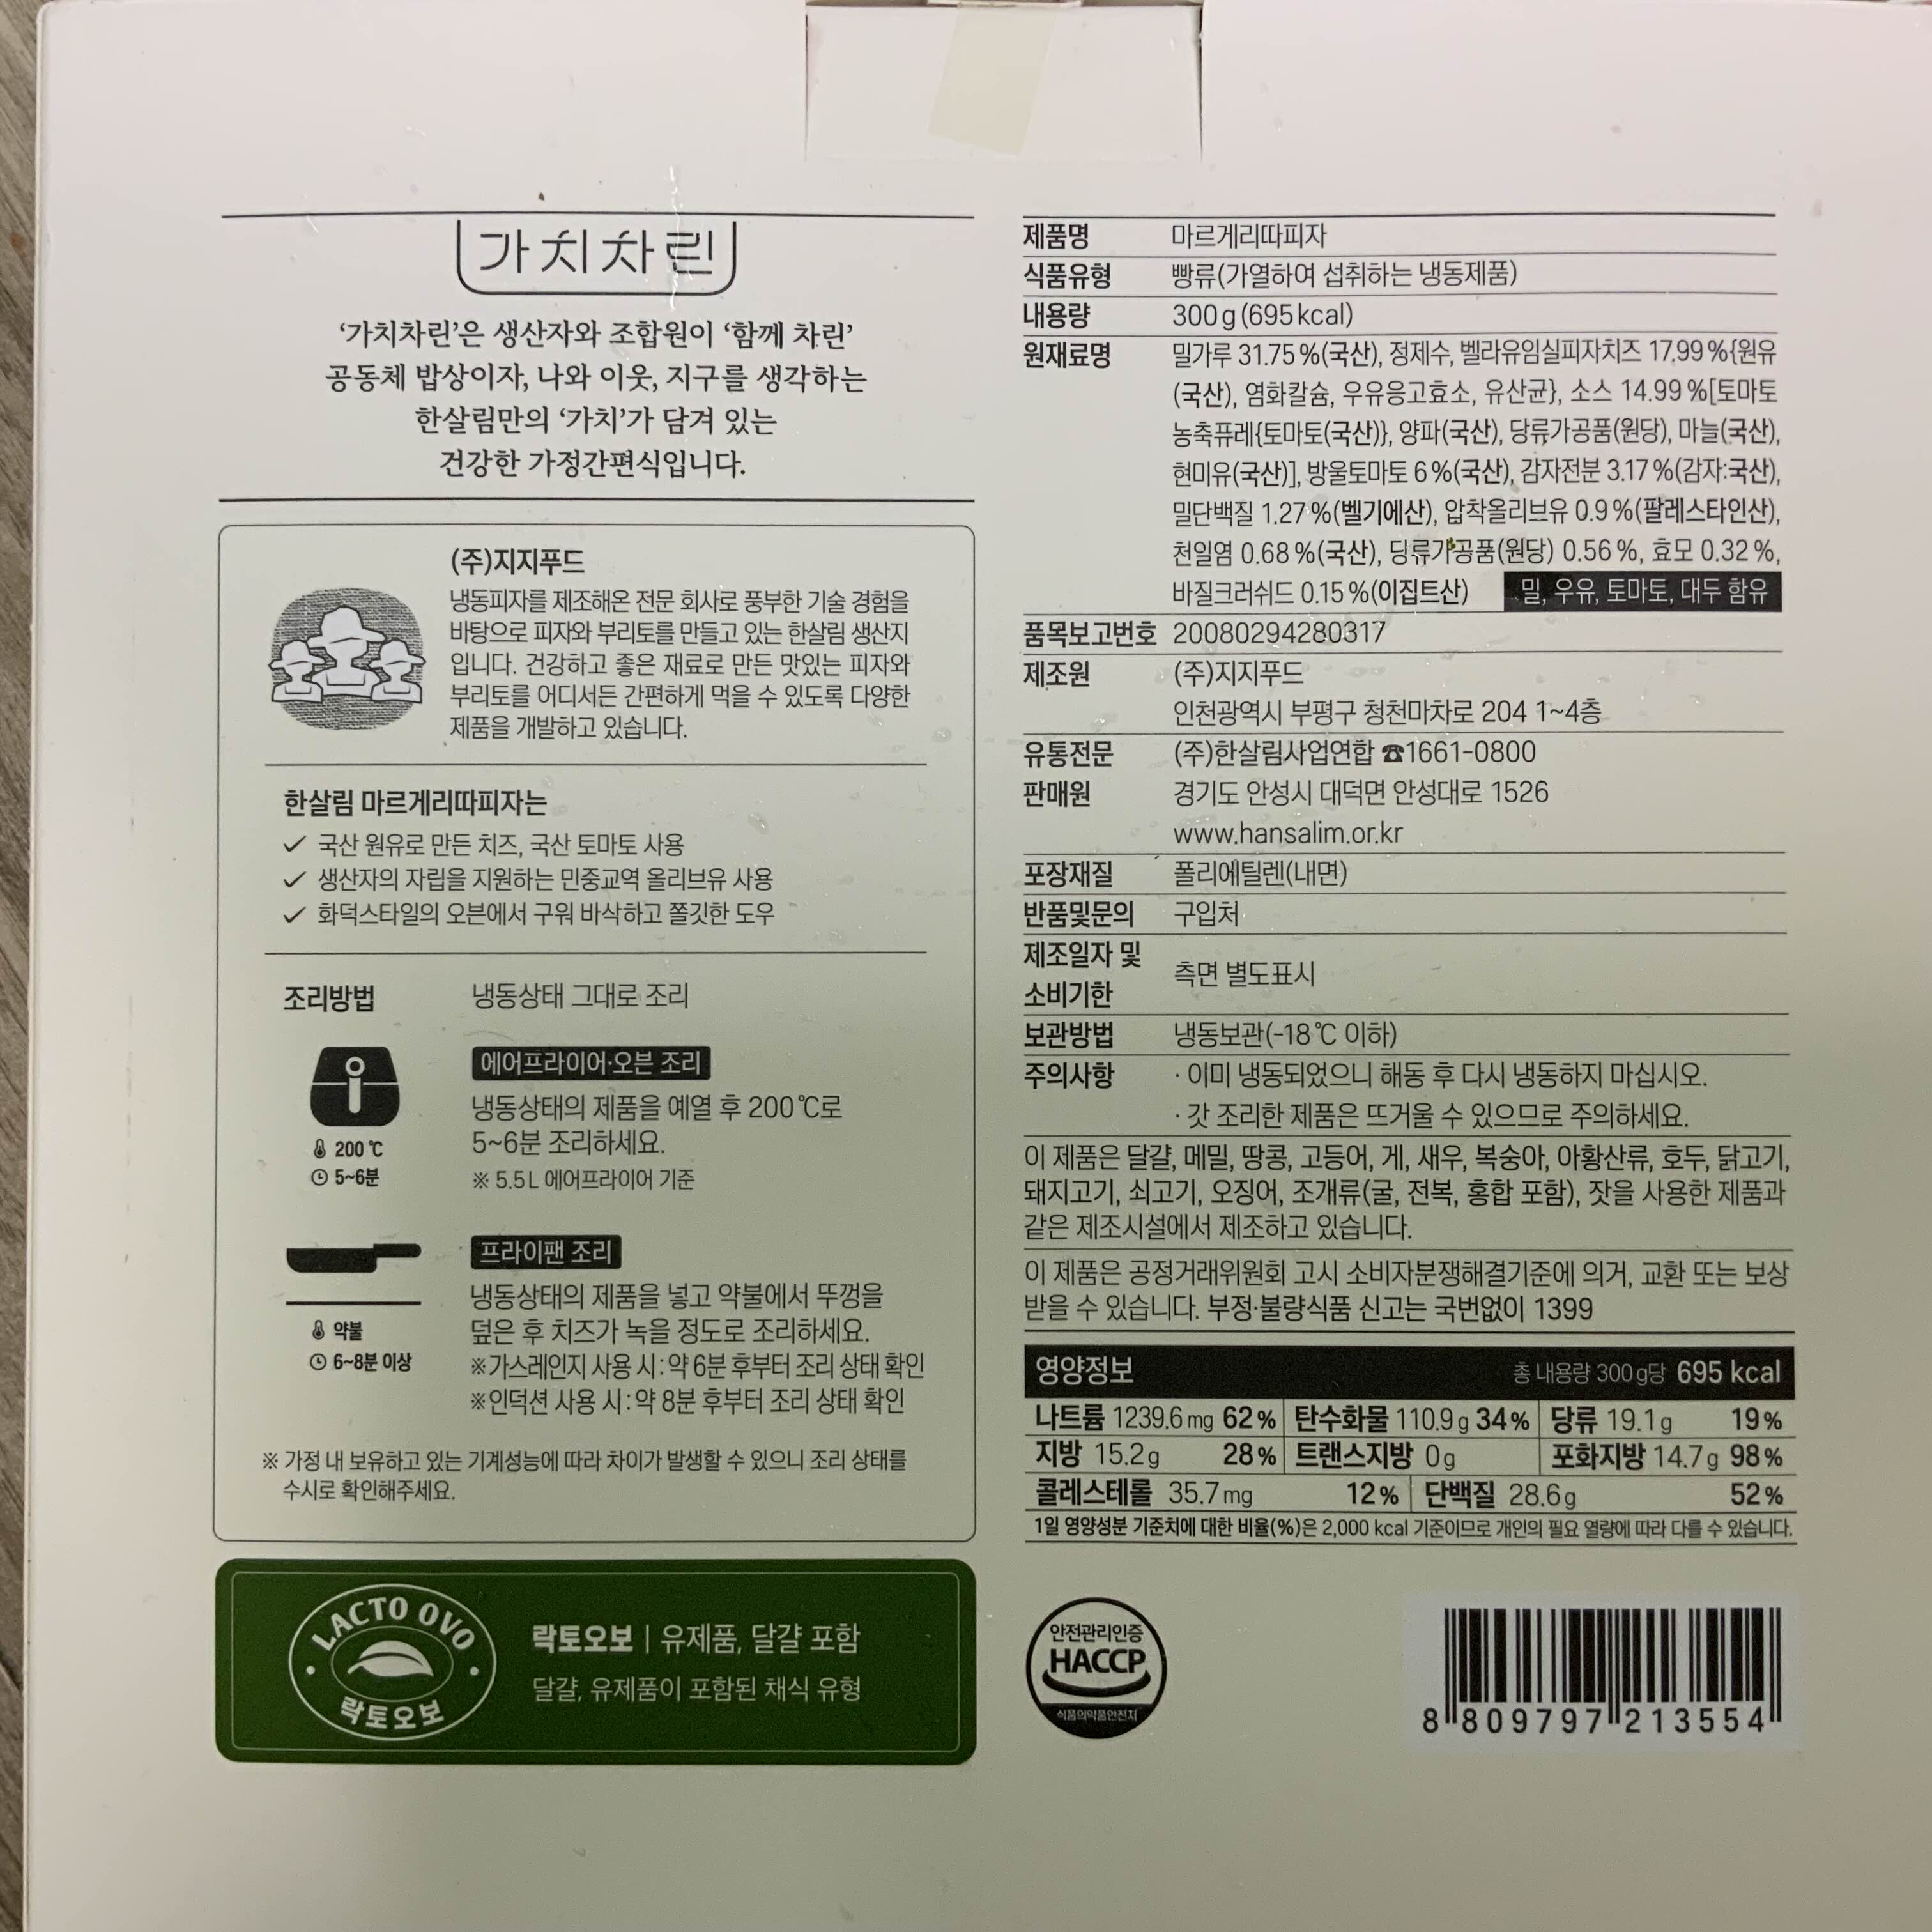 가치차린
‘가치차린’은 생산자와 조합원이 ‘함께 차린’
공동체 밥상이자, 나와 이웃, 지구를 생각하는
한살림만의 ‘가치’가 담겨 있는
건강한 가정간편식입니다.
(주)지지푸드
냉동피자를 제조해온 전문 회사로 풍부한 기술 경험을
바탕으로 피자와 부리토를 만들고 있는 한살림 생산지
입니다. 건강하고 좋은 재료로 만든 맛있는 피자와
부리토를 어디서든 간편하게 먹을 수 있도록 다양한
제품을 개발하고 있습니다.
한살림 마르게리따피자는
✓ 국산 원유로 만든 치즈, 국산 토마토 사용
✓ 생산자의 자립을 지원하는 민중교역 올리브유 사용
✓ 화덕스타일의 오븐에서 구워 바삭하고 쫄깃한 도우
조리방법 냉동상태 그대로 조리
에어프라이어·오븐 조리
냉동상태의 제품을 예열 후 200℃로
5~6분 조리하세요.
※ 5.5L 에어프라이어 기준
200℃
5~6분
프라이팬 조리
냉동상태의 제품을 넣고 약불에서 뚜껑을
덮은 후 치즈가 녹을 정도로 조리하세요.
※가스레인지 사용 시:약 6분 후부터 조리 상태 확인
※인덕션 사용 시:약 8분 후부터 조리 상태 확인
약불
6~8분 이상
※ 가정 내 보유하고 있는 기계성능에 따라 차이가 발생할 수 있으니 조리 상태를
수시로 확인해주세요.
LACTO OVO
락토오보
락토오보 | 유제품, 달걀 포함
달걀, 유제품이 포함된 채식 유형
제품명 마르게리따피자
식품유형 빵류(가열하여 섭취하는 냉동제품)
내용량 300g(695kcal)
원재료명 밀가루 31.75%(국산), 정제수, 벨라유임실피자치즈 17.99%{원유
(국산), 염화칼슘, 우유응고효소, 유산균}, 소스 14.99%[토마토
농축퓨레{토마토(국산)}, 양파(국산), 당류가공품(원당), 마늘(국산),
현미유(국산)], 방울토마토 6%(국산), 감자전분 3.17%(감자:국산),
밀단백질 1.27%(벨기에산), 압착올리브유 0.9%(팔레스타인산),
천일염 0.68%(국산), 당류가공품(원당) 0.56%, 효모 0.32%,
바질크러쉬드 0.15%(이집트산) 밀, 우유, 토마토, 대두 함유
품목보고번호 20080294280317
제조원 (주)지지푸드
인천광역시 부평구 청천마차로 204 1~4층
유통전문 (주)한살림사업연합 ☎1661-0800
판매원 경기도 안성시 대덕면 안성대로 1526
www.hansalim.or.kr
포장재질 폴리에틸렌(내면)
반품및문의 구입처
제조일자 및
소비기한 측면 별도표시
보관방법 냉동보관(-18℃ 이하)
주의사항 · 이미 냉동되었으니 해동 후 다시 냉동하지 마십시오.
· 갓 조리한 제품은 뜨거울 수 있으므로 주의하세요.
이 제품은 달걀, 메밀, 땅콩, 고등어, 게, 새우, 복숭아, 아황산류, 호두, 닭고기,
돼지고기, 쇠고기, 오징어, 조개류(굴, 전복, 홍합 포함), 잣을 사용한 제품과
같은 제조시설에서 제조하고 있습니다.
이 제품은 공정거래위원회 고시 소비자분쟁해결기준에 의거, 교환 또는 보상
받을 수 있습니다. 부정·불량식품 신고는 국번없이 1399
영양정보 총 내용량 300g당 695 kcal
나트륨 1239.6mg 62% 탄수화물 110.9g 34% 당류 19.1g 19%
지방 15.2g 28% 트랜스지방 0g 포화지방 14.7g 98%
콜레스테롤 35.7mg 12% 단백질 28.6g 52%
1일 영양성분 기준치에 대한 비율(%)은 2,000 kcal 기준이므로 개인의 필요 열량에 따라 다를 수 있습니다.
안전관리인증
HACCP
식품의약품안전처
8 809797 213554